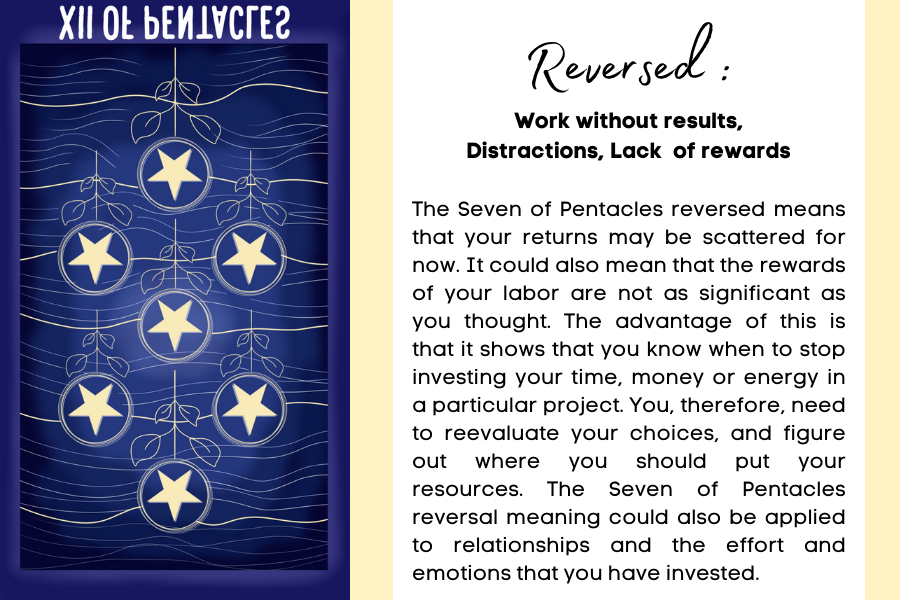 XII OF PENTACLES
Reversed :
Work without results,
Distractions, Lack of rewards
The Seven of Pentacles reversed means
that your returns may be scattered for
now. It could also mean that the rewards
of your labor are not as significant as
you thought. The advantage of this is
that it shows that you know when to stop
investing your time, money or energy in
a particular project. You, therefore, need
to reevaluate your choices, and figure
out where you should put your
resources. The Seven of Pentacles
reversal meaning could also be applied
to relationships and the effort and
emotions that you have invested.